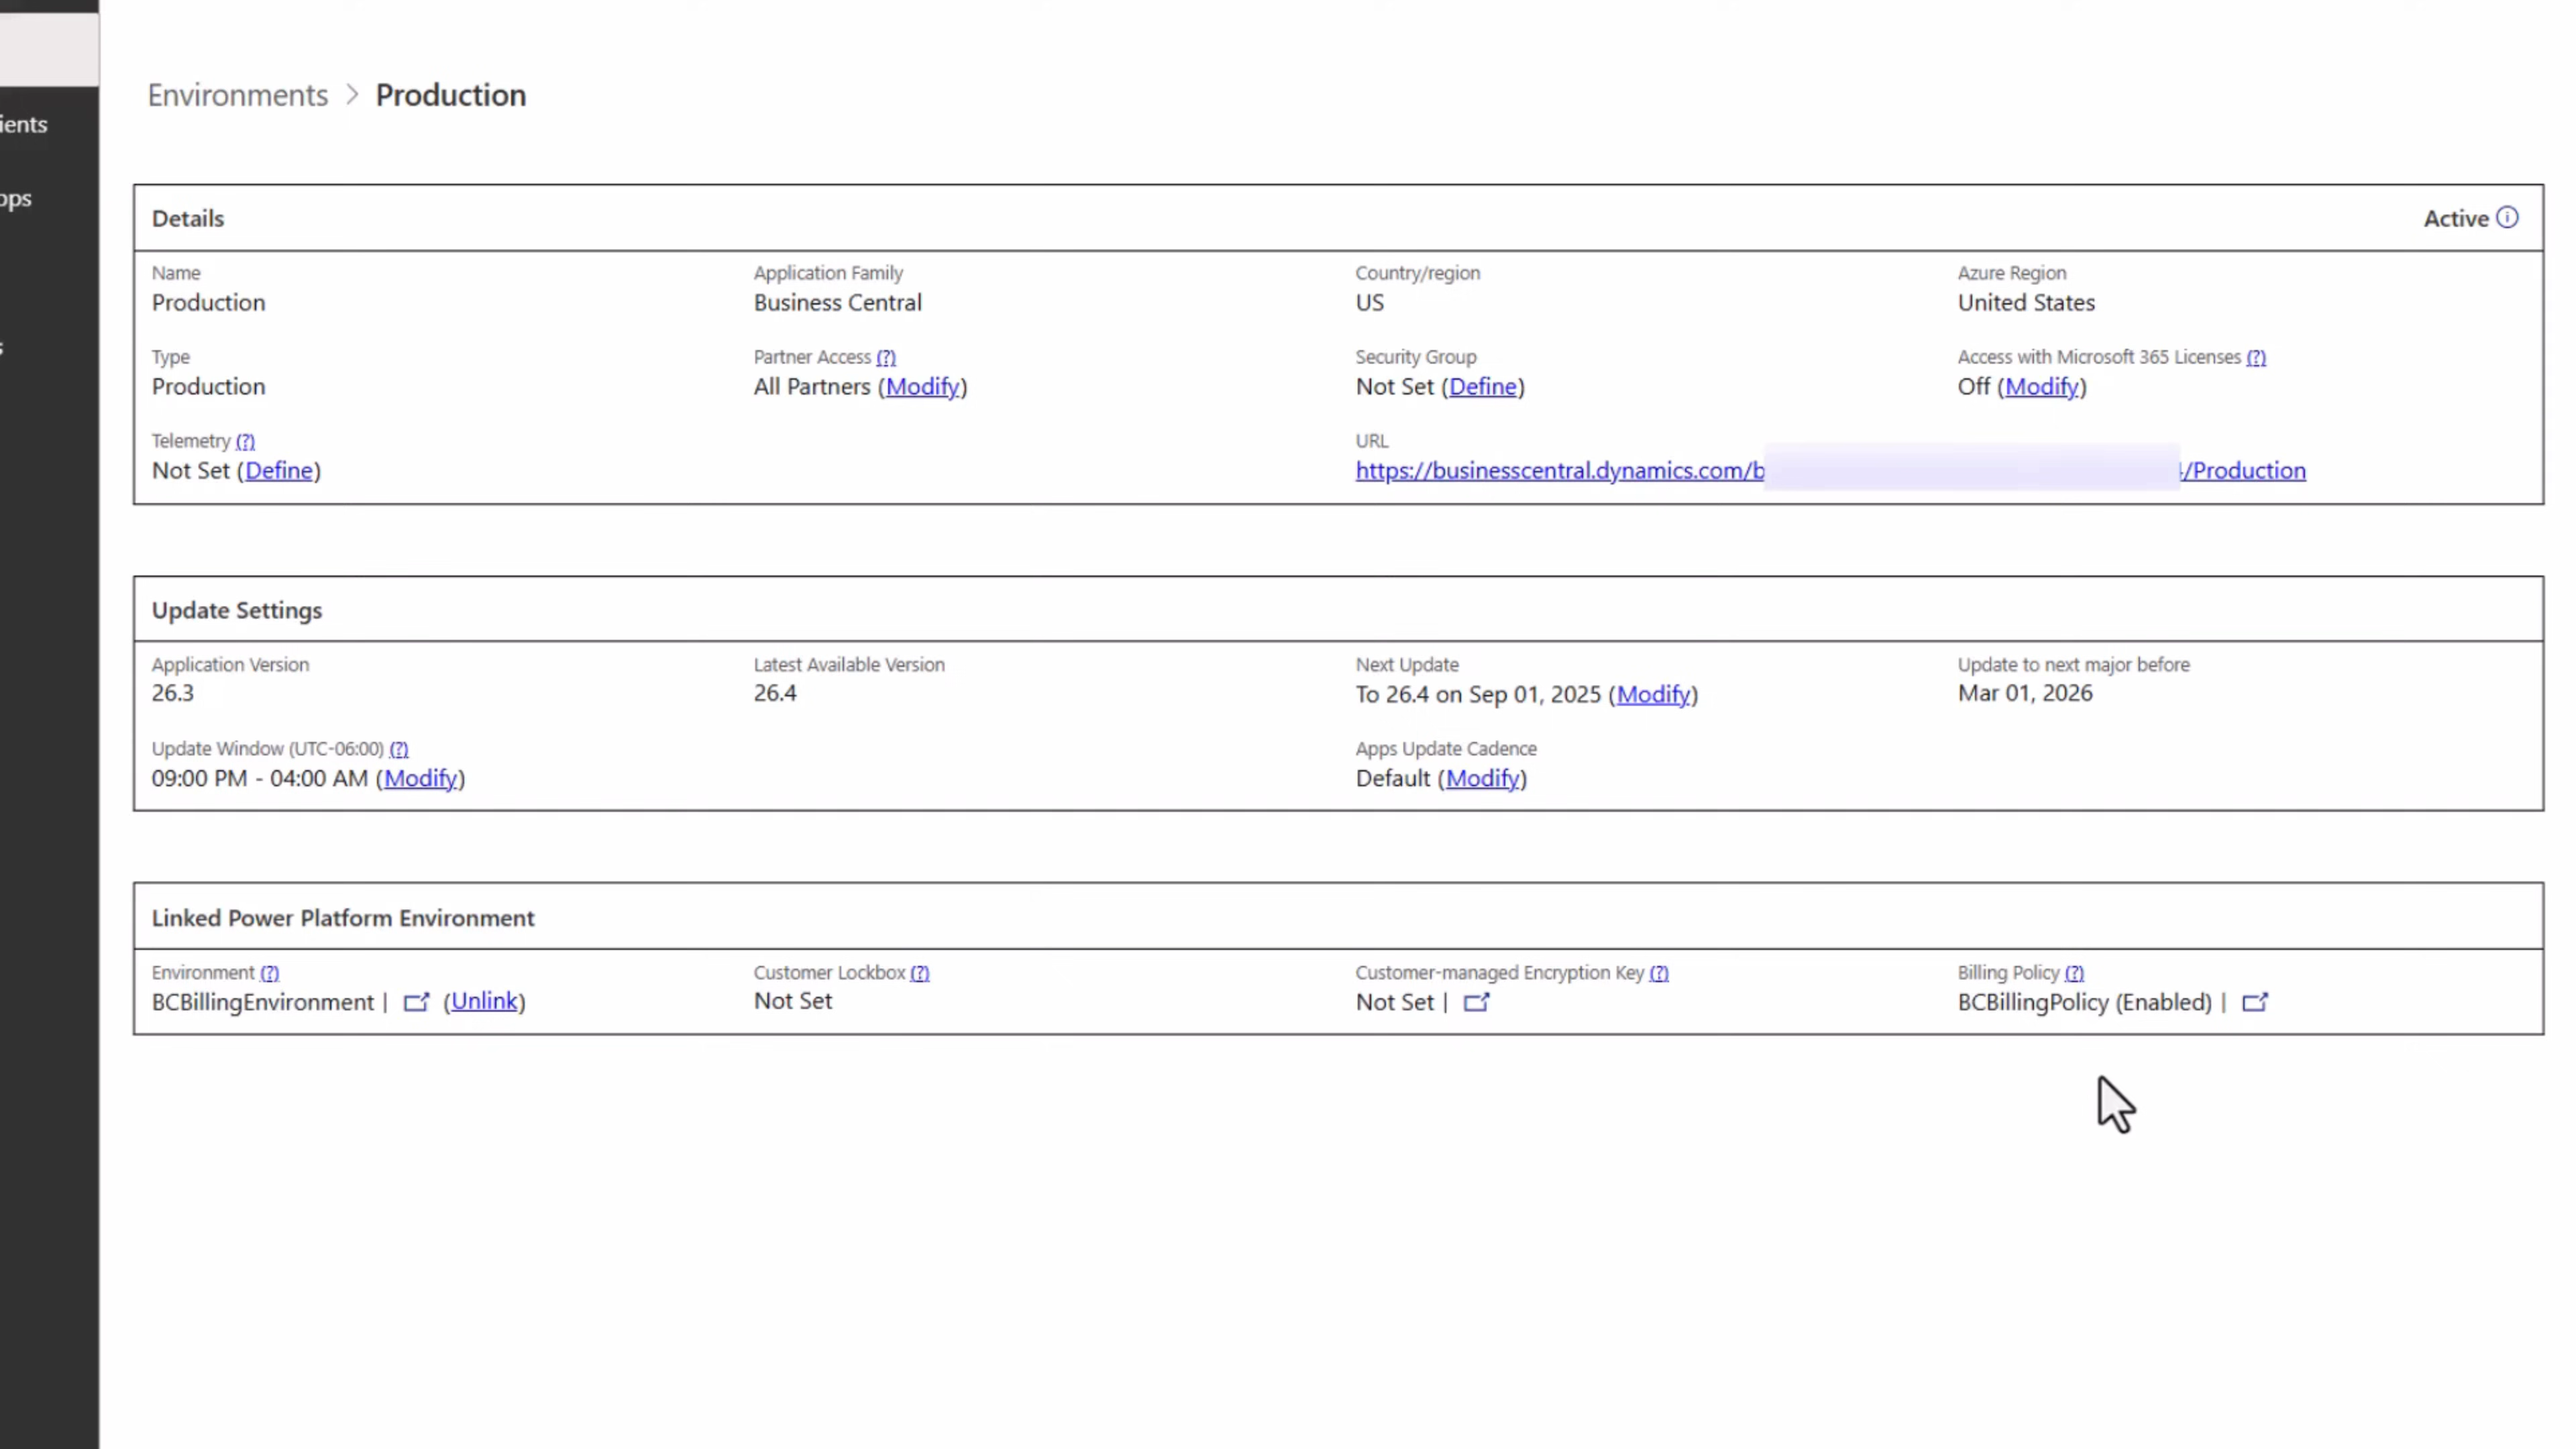 Environments > Production
Details
Active
Name
Application Family
Country/region
Azure Region
Production
Business Central
US
United States
Type
Partner Access (?)
Security Group
Access with Microsoft 365 Licenses (?)
Production
All Partners (Modify)
Not Set (Define)
Off (Modify)
Telemetry (?)
URL
Not Set (Define)
https://businesscentral.dynamics.com/b
/Production
Update Settings
Application Version
Latest Available Version
Next Update
Update to next major before
26.3
26.4
To 26.4 on Sep 01, 2025 (Modify)
Mar 01, 2026
Update Window (UTC-06:00) (?)
Apps Update Cadence
09:00 PM - 04:00 AM (Modify)
Default (Modify)
Linked Power Platform Environment
Environment (?)
Customer Lockbox (?)
Customer-managed Encryption Key (?)
Billing Policy (?)
BCBillingEnvironment | (Unlink)
Not Set
Not Set |
BCBillingPolicy (Enabled) |